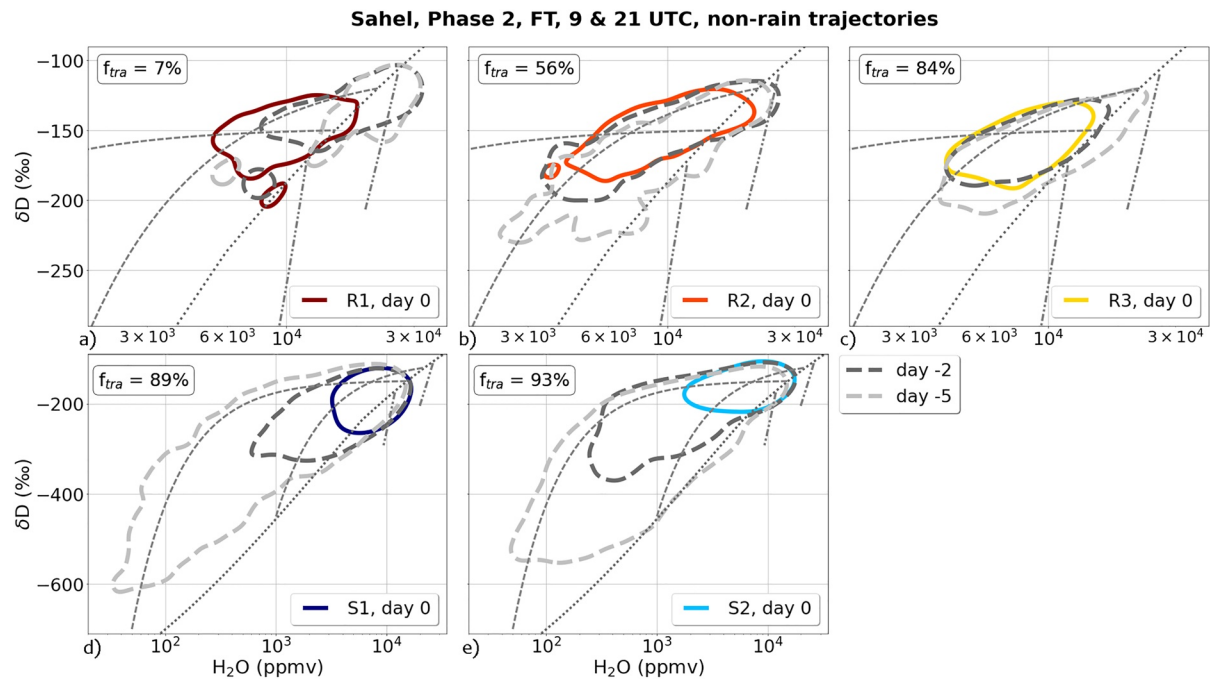 Sahel, Phase 2, FT, 9 & 21 UTC, non-rain trajectories
−100
−150
−200
−250
δD (‰)
f_tra = 7%
R1, day 0
f_tra = 56%
R2, day 0
f_tra = 84%
R3, day 0
a) 3 × 10³ 6 × 10³ 10⁴ 3 × 10⁴
b) 3 × 10³ 6 × 10³ 10⁴ 3 × 10⁴
c) 3 × 10³ 6 × 10³ 10⁴ 3 × 10⁴
−200
−400
−600
δD (‰)
f_tra = 89%
S1, day 0
f_tra = 93%
S2, day 0
day -2
day -5
d) 10² 10³ 10⁴
e) 10² 10³ 10⁴
H₂O (ppmv)
H₂O (ppmv)